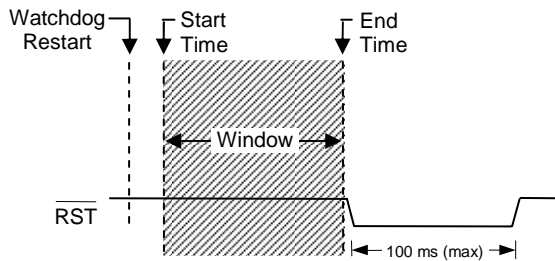 Watchdog
Restart
Start
Time
End
Time
Window
RST
100 ms (max)